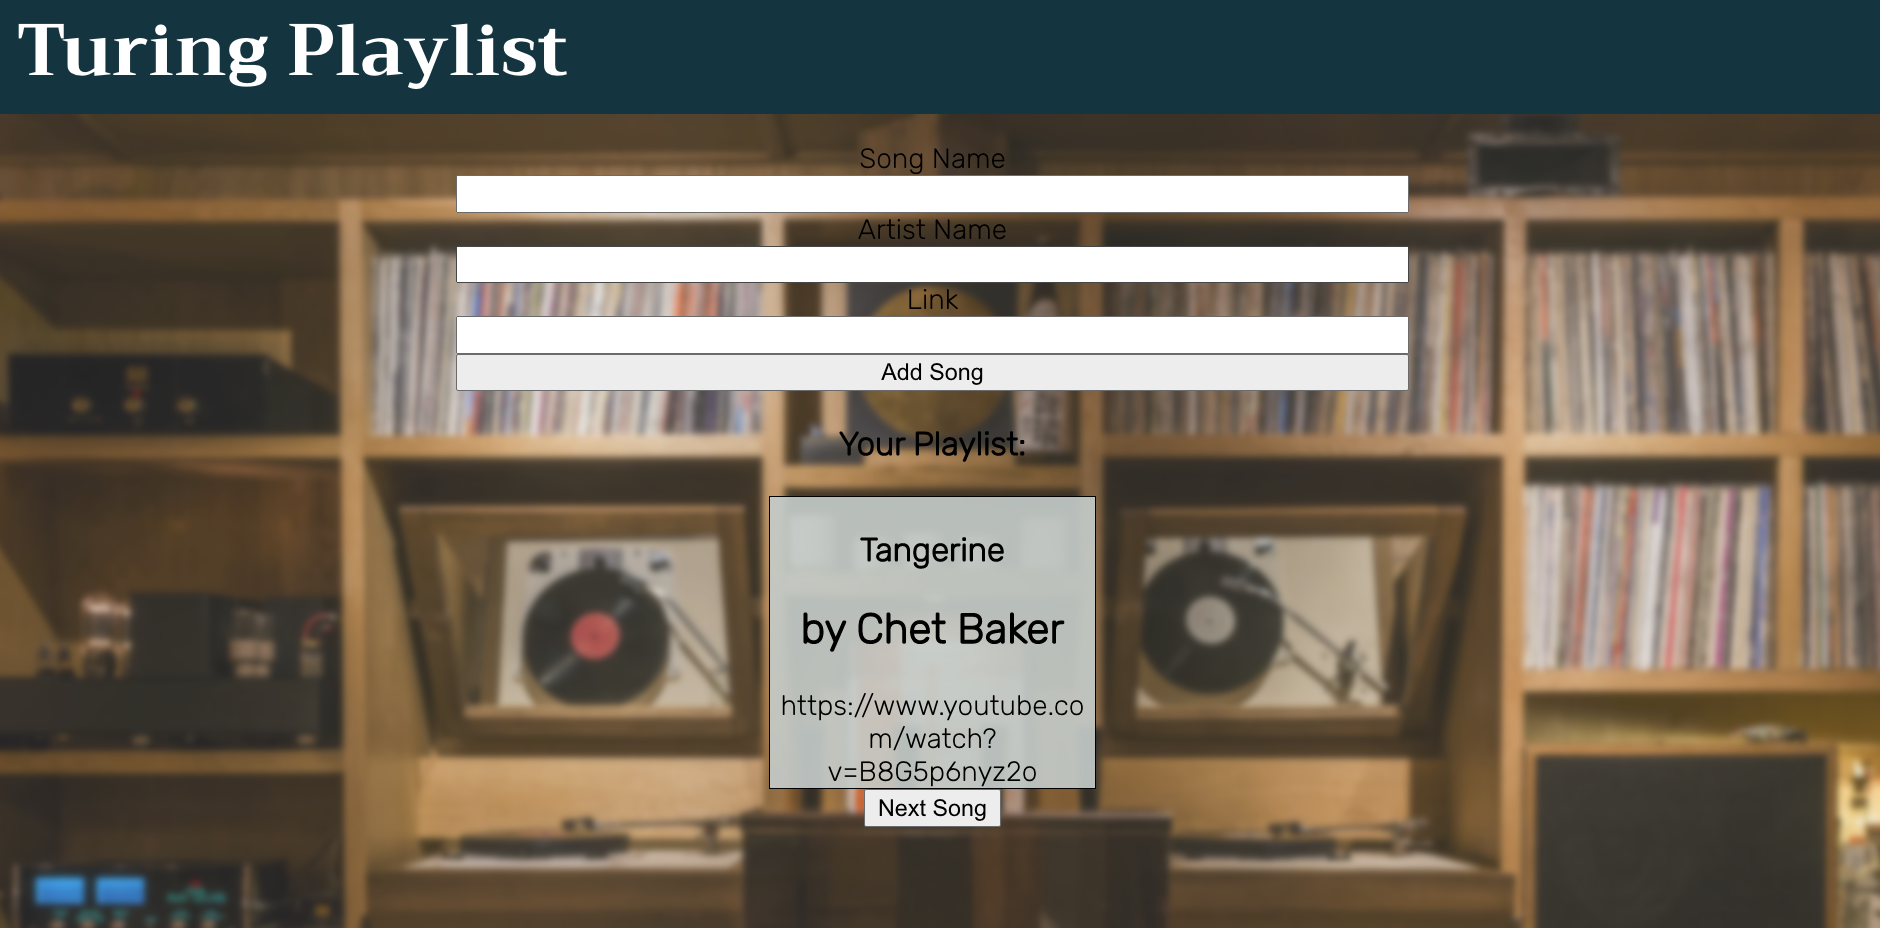 Turing Playlist
Song Name
Artist Name
Link
Add Song
Your Playlist:
Tangerine
by Chet Baker
https://www.youtube.co
m/watch?
v=B8G5p6nyz2o
Next Song